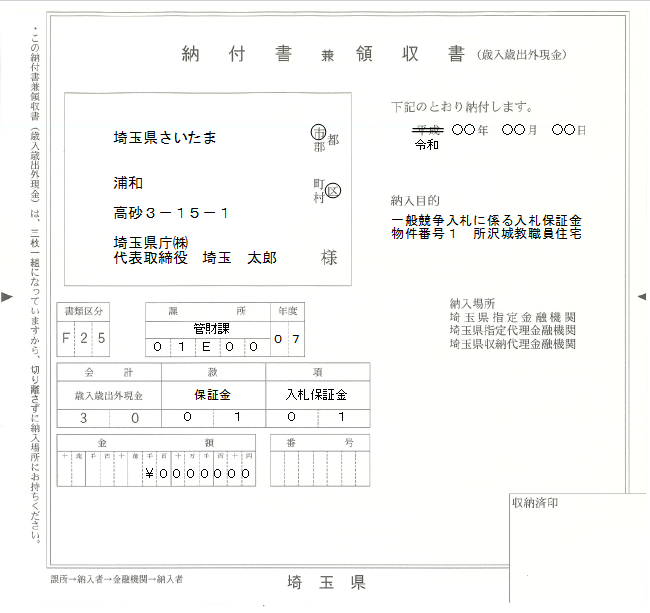 納付書兼領収書（歳入歳出外現金）
・この納付書兼領収書（歳入歳出外現金）は、三枚一組になっていますから、切り離さずに納入場所にお持ちください。
埼玉県さいたま 市 都 郡
浦和 町 村 区
高砂３－１５－１
埼玉県庁㈱
代表取締役　埼玉　太郎 様
下記のとおり納付します。
平成 〇〇年 〇〇月 〇〇日
令和
納入目的
一般競争入札に係る入札保証金
物件番号１　所沢城教職員住宅
納入場所
埼玉県指定金融機関
埼玉県指定代理金融機関
埼玉県収納代理金融機関
書類区分 課所 年度
F25 管財課 07
01E00
会計 款 項
歳入歳出外現金 保証金 入札保証金
30 01 01
金額 番号
千百十万千百十円
￥0000000
収納済印
課所→納入者→金融機関→納入者
埼玉県